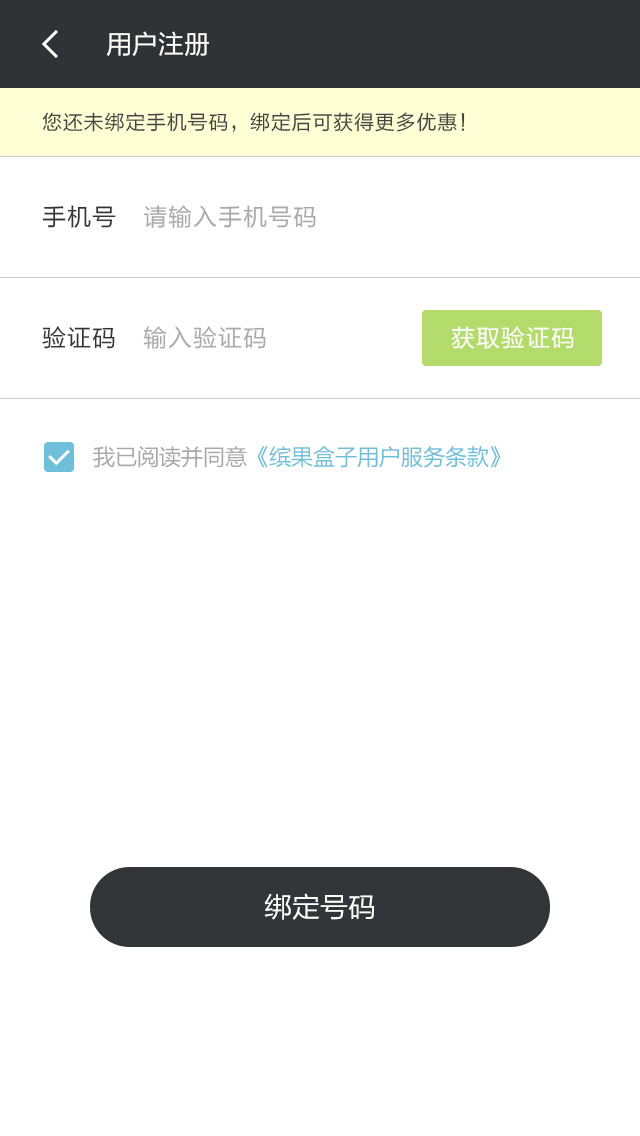 用户注册
您还未绑定手机号码，绑定后可获得更多优惠！
手机号 请输入手机号码
验证码 输入验证码 获取验证码
我已阅读并同意《缤果盒子用户服务条款》
绑定号码